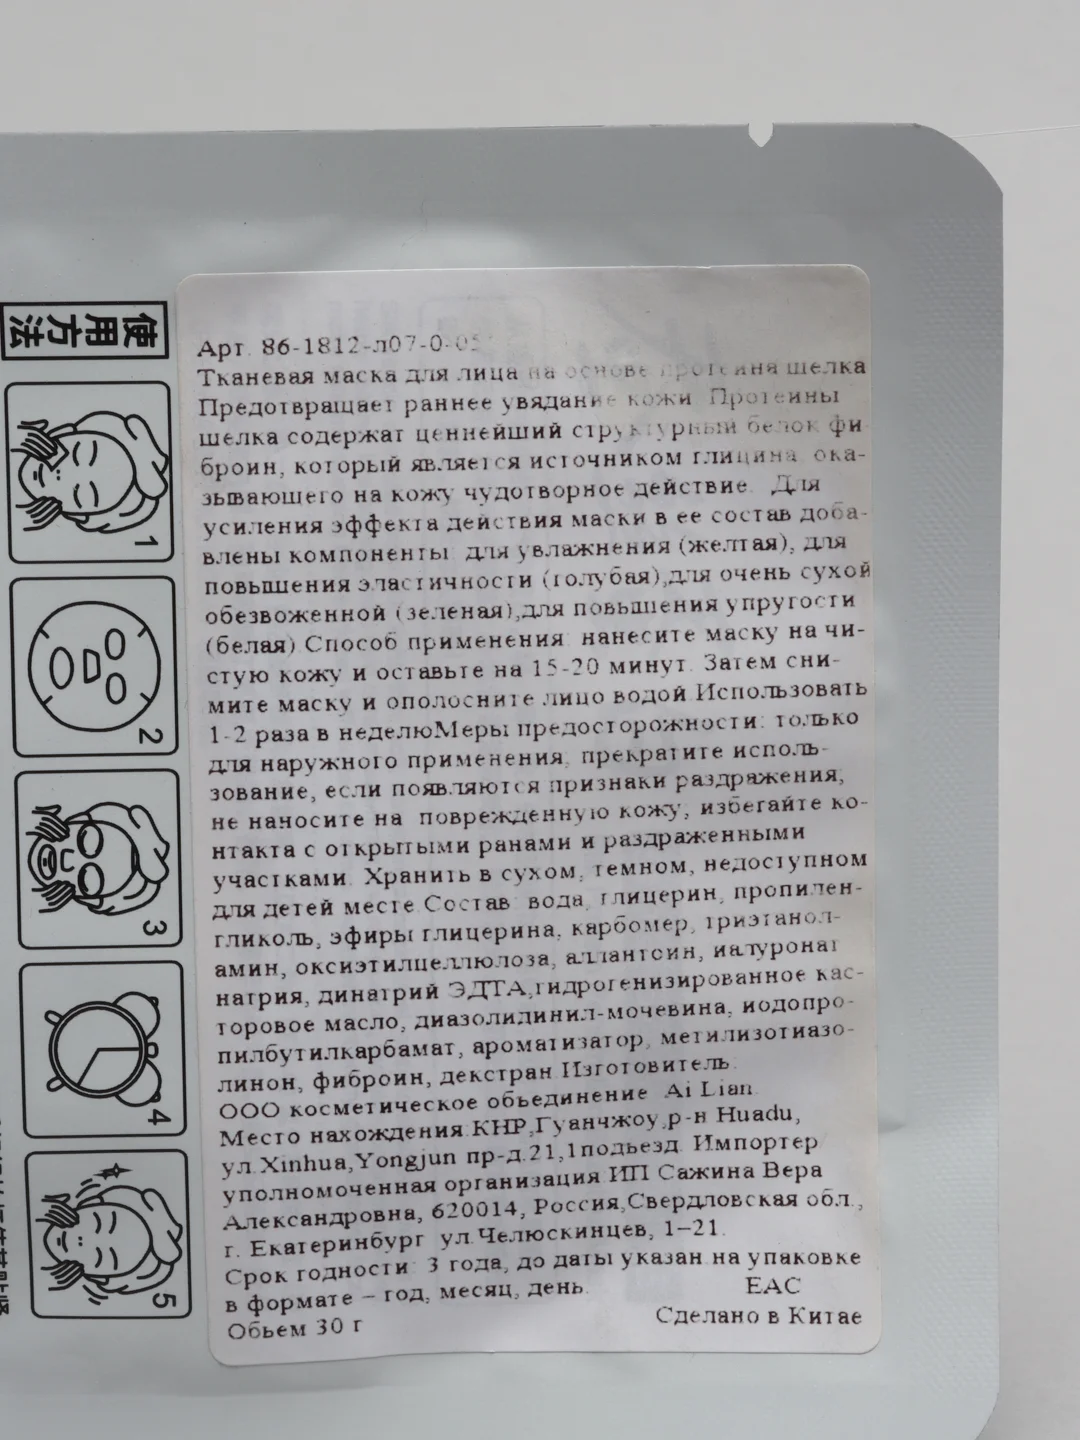 使用方法
1
2
3
4
5
Арт. 86-1812-л07-0-05
Тканевая маска для лица на основе протеина шелка
Предотвращает раннее увядание кожи. Протеины
шелка содержат ценнейший структурный белок фи-
броин, который является источником глицина, ока-
зывающего на кожу чудотворное действие. Для
усиления эффекта действия маски в ее состав доба-
влены компоненты: для увлажнения (желтая), для
повышения эластичности (голубая),для очень сухой
обезвоженной (зеленая),для повышения упругости
(белая).Способ применения: нанесите маску на чи-
стую кожу и оставьте на 15-20 минут. Затем сни-
мите маску и ополосните лицо водой.Использовать
1-2 раза в неделюМеры предосторожности: только
для наружного применения, прекратите исполь-
зование, если появляются признаки раздражения,
не наносите на поврежденную кожу, избегайте ко-
нтакта с открытыми ранами и раздраженными
участками. Хранить в сухом, темном, недоступном
для детей месте.Состав: вода, глицерин, пропилен-
гликоль, эфиры глицерина, карбомер, триэтанол-
амин, оксиэтилцеллюлоза, аллантоин, иалуронат
натрия, динатрий ЭДТА,гидрогенизированное кас-
торовое масло, диазолидинил-мочевина, иодопро-
пилбутилкарбамат, ароматизатор, метилизотиазо-
линон, фиброин, декстран.Изготовитель:
ООО косметическое обьединение Ai Lian.
Место нахождения:КНР,Гуанчжоу,р-н Huadu,
ул.Xinhua,Yongjun пр-д.21,1подьезд. Импортер
уполномоченная организация:ИП Сажина Вера
Александровна, 620014, Россия,Свердловская обл.,
г. Екатеринбург ул.Челюскинцев, 1-21.
Срок годности: 3 года, до даты указан на упаковке
в формате – год, месяц, день. ЕАС
Обьем 30 г Сделано в Китае